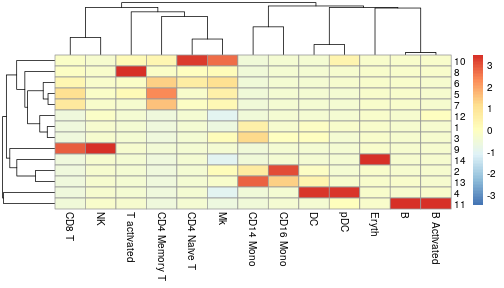 10
8
6
5
7
12
1
3
9
14
2
13
4
11
3
2
1
0
-1
-2
-3
CD8 T
NK
T activated
CD4 Memory T
CD4 Naive T
Mk
CD14 Mono
CD16 Mono
DC
pDC
Eryth
B
B Activated